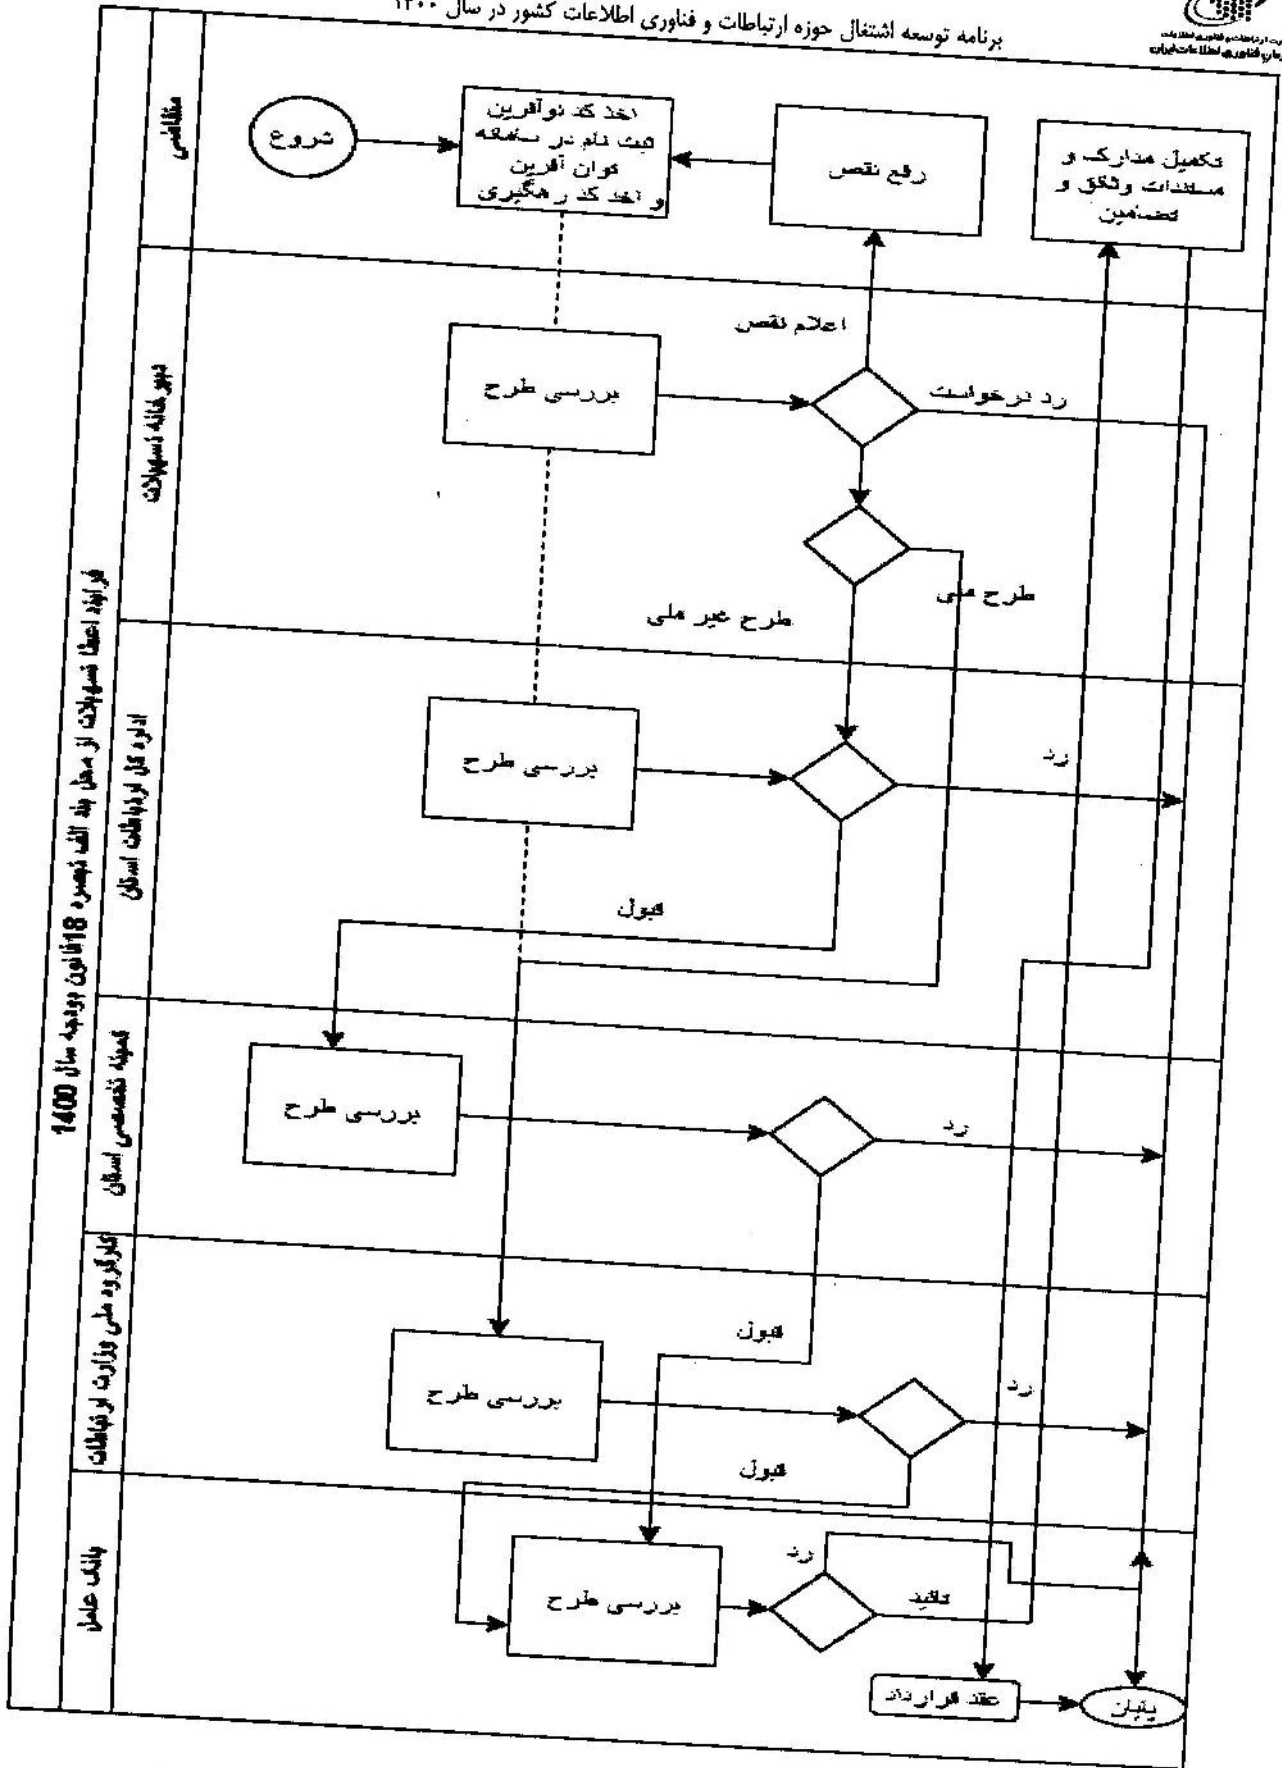 برنامه توسعه اشتغال حوزه ارتباطات و فناوری اطلاعات کشور در سال ۱۴۰۰
سازمان فناوری اطلاعات ایران
فرایند اعطا تسهیلات از محل بند الف تبصره 18 قانون بودجه سال 1400
متقاضی
شروع
اخذ کد نوآفرین
ثبت نام در سامانه
توان آفرین
و اخذ کد رهگیری
رفع نقص
تکمیل مدارک و
مستندات وثائق و
تضامین
دبیرخانه تسهیلات
بررسی طرح
اعلام نقص
رد درخواست
طرح ملی
طرح غیر ملی
اداره کل ارتباطات استان
بررسی طرح
رد
قبول
کمیته تخصصی استان
بررسی طرح
رد
قبول
کارگروه ملی وزارت ارتباطات
بررسی طرح
رد
قبول
بانک عامل
بررسی طرح
رد
تائید
عقد قرارداد
پایان